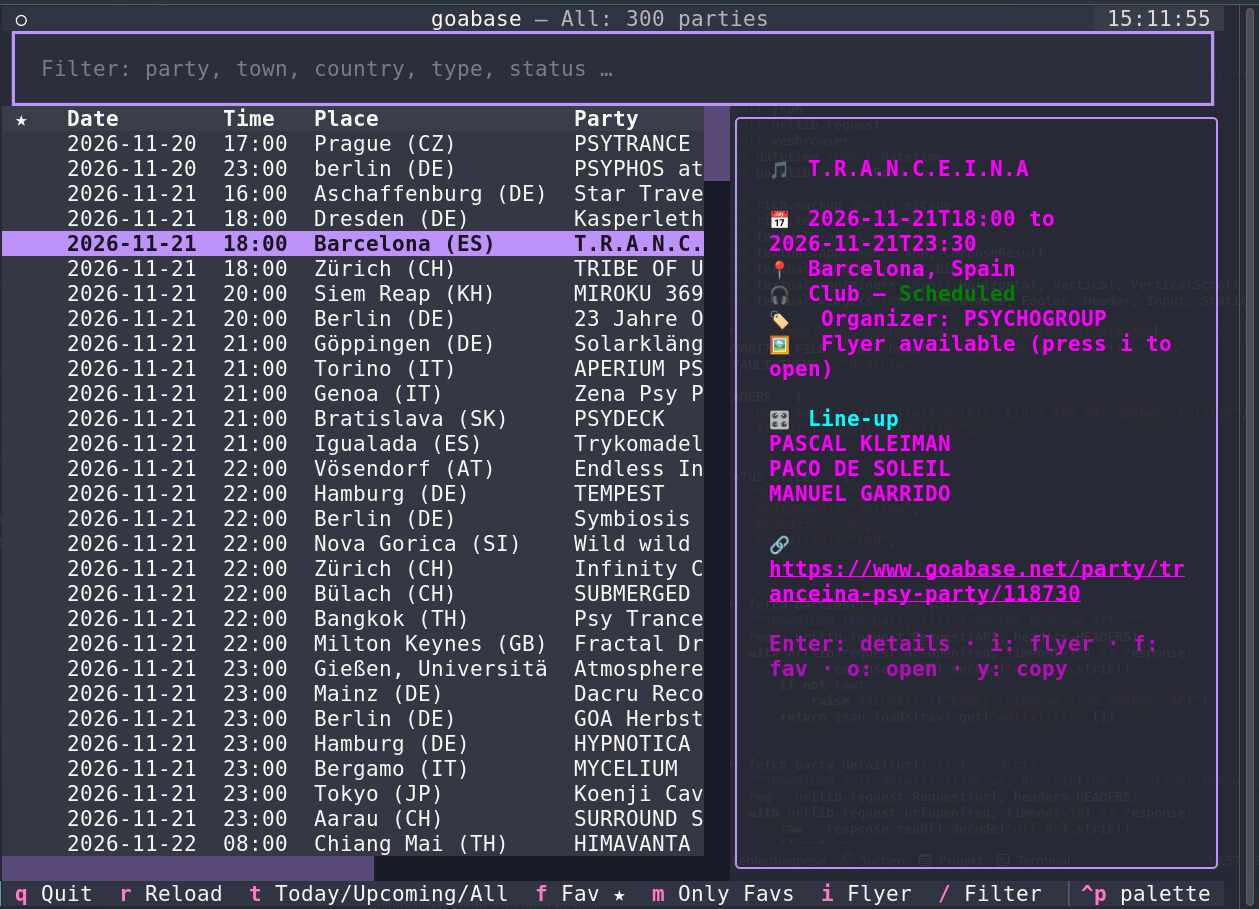 goabase — All: 300 parties 15:11:55
Filter: party, town, country, type, status …
★ Date Time Place Party
2026-11-20 17:00 Prague (CZ) PSYTRANCE
2026-11-20 23:00 berlin (DE) PSYPHOS at
2026-11-21 16:00 Aschaffenburg (DE) Star Trave
2026-11-21 18:00 Dresden (DE) Kasperleth
2026-11-21 18:00 Barcelona (ES) T.R.A.N.C.
2026-11-21 18:00 Zürich (CH) TRIBE OF U
2026-11-21 20:00 Siem Reap (KH) MIROKU 369
2026-11-21 20:00 Berlin (DE) 23 Jahre O
2026-11-21 21:00 Göppingen (DE) Solarkläng
2026-11-21 21:00 Torino (IT) APERIUM PS
2026-11-21 21:00 Genoa (IT) Zena Psy P
2026-11-21 21:00 Bratislava (SK) PSYDECK
2026-11-21 21:00 Igualada (ES) Trykomadel
2026-11-21 22:00 Vösendorf (AT) Endless In
2026-11-21 22:00 Hamburg (DE) TEMPEST
2026-11-21 22:00 Berlin (DE) Symbiosis
2026-11-21 22:00 Nova Gorica (SI) Wild wild
2026-11-21 22:00 Zürich (CH) Infinity C
2026-11-21 22:00 Bülach (CH) SUBMERGED
2026-11-21 22:00 Bangkok (TH) Psy Trance
2026-11-21 22:00 Milton Keynes (GB) Fractal Dr
2026-11-21 23:00 Gießen, Universitä Atmosphere
2026-11-21 23:00 Mainz (DE) Dacru Reco
2026-11-21 23:00 Berlin (DE) GOA Herbst
2026-11-21 23:00 Hamburg (DE) HYPNOTICA
2026-11-21 23:00 Bergamo (IT) MYCELIUM
2026-11-21 23:00 Tokyo (JP) Koenji Cav
2026-11-21 23:00 Aarau (CH) SURROUND S
2026-11-22 08:00 Chiang Mai (TH) HIMAVANTA
🎵 T.R.A.N.C.E.I.N.A
📅 2026-11-21T18:00 to
2026-11-21T23:30
📍 Barcelona, Spain
🎧 Club — Scheduled
🏷️ Organizer: PSYCHOGROUP
🖼️ Flyer available (press i to
open)
🎛️ Line-up
PASCAL KLEIMAN
PACO DE SOLEIL
MANUEL GARRIDO
🔗
https://www.goabase.net/party/tr
anceina-psy-party/118730
Enter: details · i: flyer · f:
fav · o: open · y: copy
q Quit r Reload t Today/Upcoming/All f Fav ★ m Only Favs i Flyer / Filter ^p palette